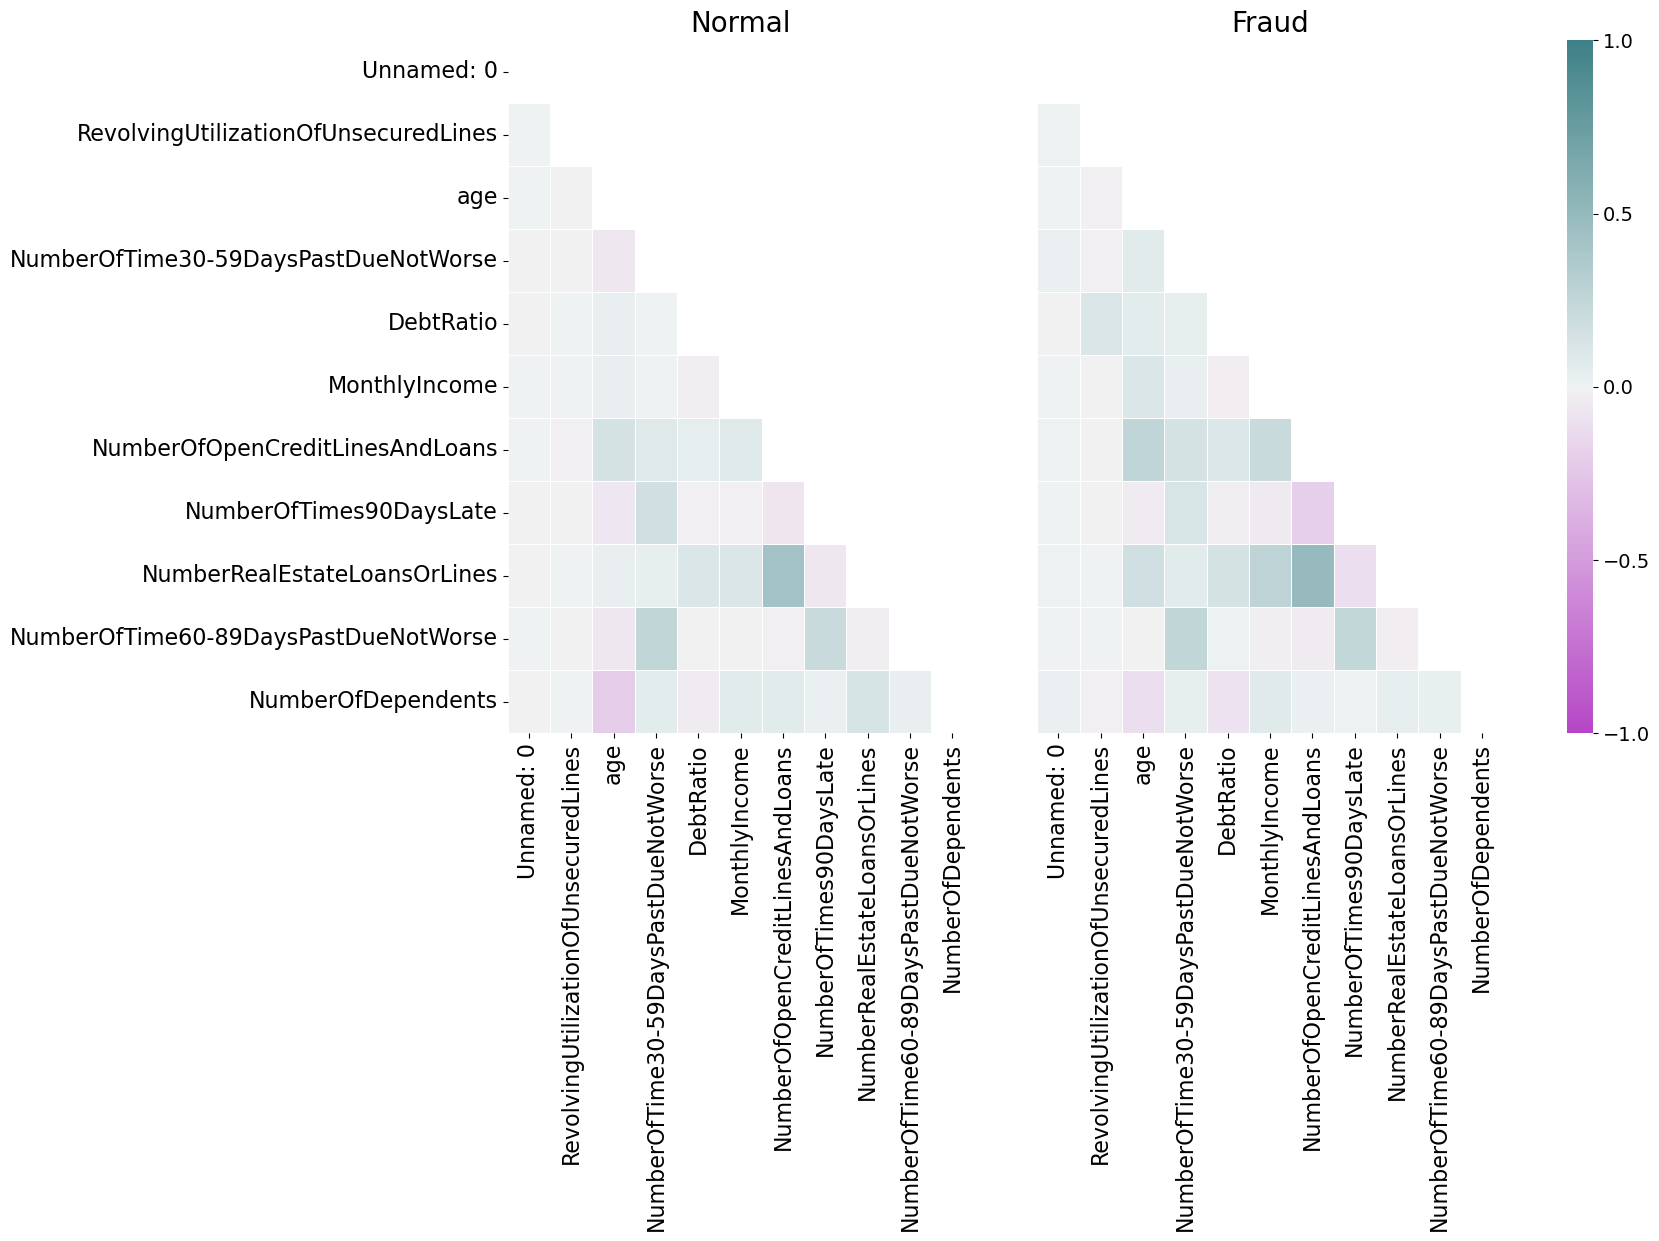 Normal
Fraud
Unnamed: 0
RevolvingUtilizationOfUnsecuredLines
age
NumberOfTime30-59DaysPastDueNotWorse
DebtRatio
MonthlyIncome
NumberOfOpenCreditLinesAndLoans
NumberOfTimes90DaysLate
NumberRealEstateLoansOrLines
NumberOfTime60-89DaysPastDueNotWorse
NumberOfDependents
Unnamed: 0
RevolvingUtilizationOfUnsecuredLines
age
NumberOfTime30-59DaysPastDueNotWorse
DebtRatio
MonthlyIncome
NumberOfOpenCreditLinesAndLoans
NumberOfTimes90DaysLate
NumberRealEstateLoansOrLines
NumberOfTime60-89DaysPastDueNotWorse
NumberOfDependents
Unnamed: 0
RevolvingUtilizationOfUnsecuredLines
age
NumberOfTime30-59DaysPastDueNotWorse
DebtRatio
MonthlyIncome
NumberOfOpenCreditLinesAndLoans
NumberOfTimes90DaysLate
NumberRealEstateLoansOrLines
NumberOfTime60-89DaysPastDueNotWorse
NumberOfDependents
1.0
0.5
0.0
−0.5
−1.0